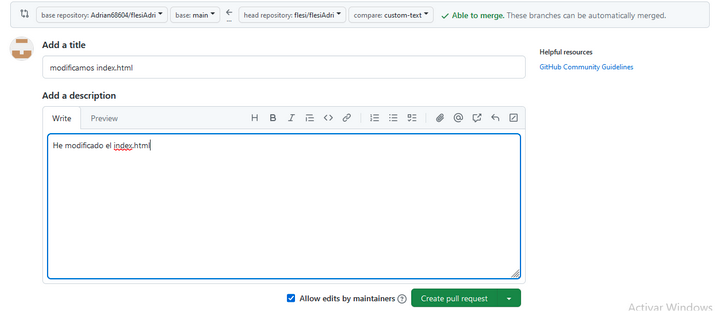 base repository: Adrian68604/flesiAdri base: main head repository: flesi/flesiAdri compare: custom-text Able to merge. These branches can be automatically merged.
Add a title
Helpful resources
modificamos index.html
GitHub Community Guidelines
Add a description
Write Preview
He modificado el index.html
Allow edits by maintainers
Create pull request
Activar Windows